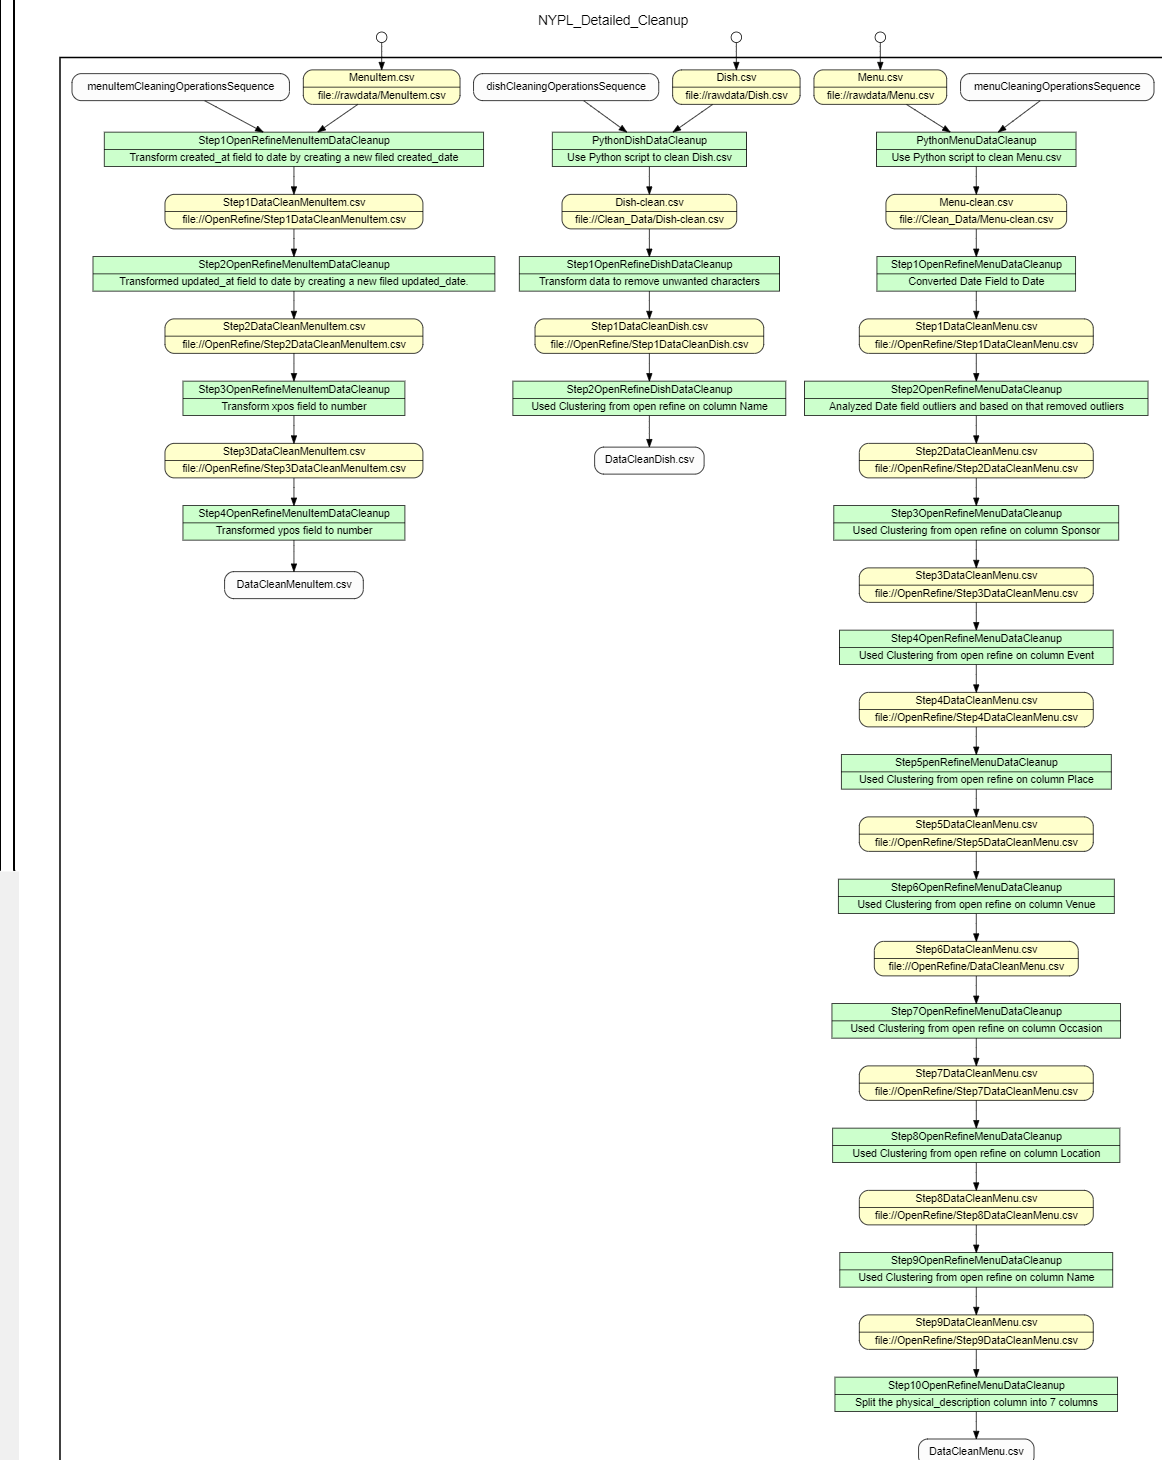 NYPL_Detailed_Cleanup
menuItemCleaningOperationsSequence
MenuItem.csv
file://rawdata/MenuItem.csv
Step1OpenRefineMenuItemDataCleanup
Transform created_at field to date by creating a new filed created_date
Step1DataCleanMenuItem.csv
file://OpenRefine/Step1DataCleanMenuItem.csv
Step2OpenRefineMenuItemDataCleanup
Transformed updated_at field to date by creating a new filed updated_date.
Step2DataCleanMenuItem.csv
file://OpenRefine/Step2DataCleanMenuItem.csv
Step3OpenRefineMenuItemDataCleanup
Transform xpos field to number
Step3DataCleanMenuItem.csv
file://OpenRefine/Step3DataCleanMenuItem.csv
Step4OpenRefineMenuItemDataCleanup
Transformed ypos field to number
DataCleanMenuItem.csv
dishCleaningOperationsSequence
Dish.csv
file://rawdata/Dish.csv
PythonDishDataCleanup
Use Python script to clean Dish.csv
Dish-clean.csv
file://Clean_Data/Dish-clean.csv
Step1OpenRefineDishDataCleanup
Transform data to remove unwanted characters
Step1DataCleanDish.csv
file://OpenRefine/Step1DataCleanDish.csv
Step2OpenRefineDishDataCleanup
Used Clustering from open refine on column Name
DataCleanDish.csv
Menu.csv
file://rawdata/Menu.csv
menuCleaningOperationsSequence
PythonMenuDataCleanup
Use Python script to clean Menu.csv
Menu-clean.csv
file://Clean_Data/Menu-clean.csv
Step1OpenRefineMenuDataCleanup
Converted Date Field to Date
Step1DataCleanMenu.csv
file://OpenRefine/Step1DataCleanMenu.csv
Step2OpenRefineMenuDataCleanup
Analyzed Date field outliers and based on that removed outliers
Step2DataCleanMenu.csv
file://OpenRefine/Step2DataCleanMenu.csv
Step3OpenRefineMenuDataCleanup
Used Clustering from open refine on column Sponsor
Step3DataCleanMenu.csv
file://OpenRefine/Step3DataCleanMenu.csv
Step4OpenRefineMenuDataCleanup
Used Clustering from open refine on column Event
Step4DataCleanMenu.csv
file://OpenRefine/Step4DataCleanMenu.csv
Step5penRefineMenuDataCleanup
Used Clustering from open refine on column Place
Step5DataCleanMenu.csv
file://OpenRefine/Step5DataCleanMenu.csv
Step6OpenRefineMenuDataCleanup
Used Clustering from open refine on column Venue
Step6DataCleanMenu.csv
file://OpenRefine/DataCleanMenu.csv
Step7OpenRefineMenuDataCleanup
Used Clustering from open refine on column Occasion
Step7DataCleanMenu.csv
file://OpenRefine/Step7DataCleanMenu.csv
Step8OpenRefineMenuDataCleanup
Used Clustering from open refine on column Location
Step8DataCleanMenu.csv
file://OpenRefine/Step8DataCleanMenu.csv
Step9OpenRefineMenuDataCleanup
Used Clustering from open refine on column Name
Step9DataCleanMenu.csv
file://OpenRefine/Step9DataCleanMenu.csv
Step10OpenRefineMenuDataCleanup
Split the physical_description column into 7 columns
DataCleanMenu.csv